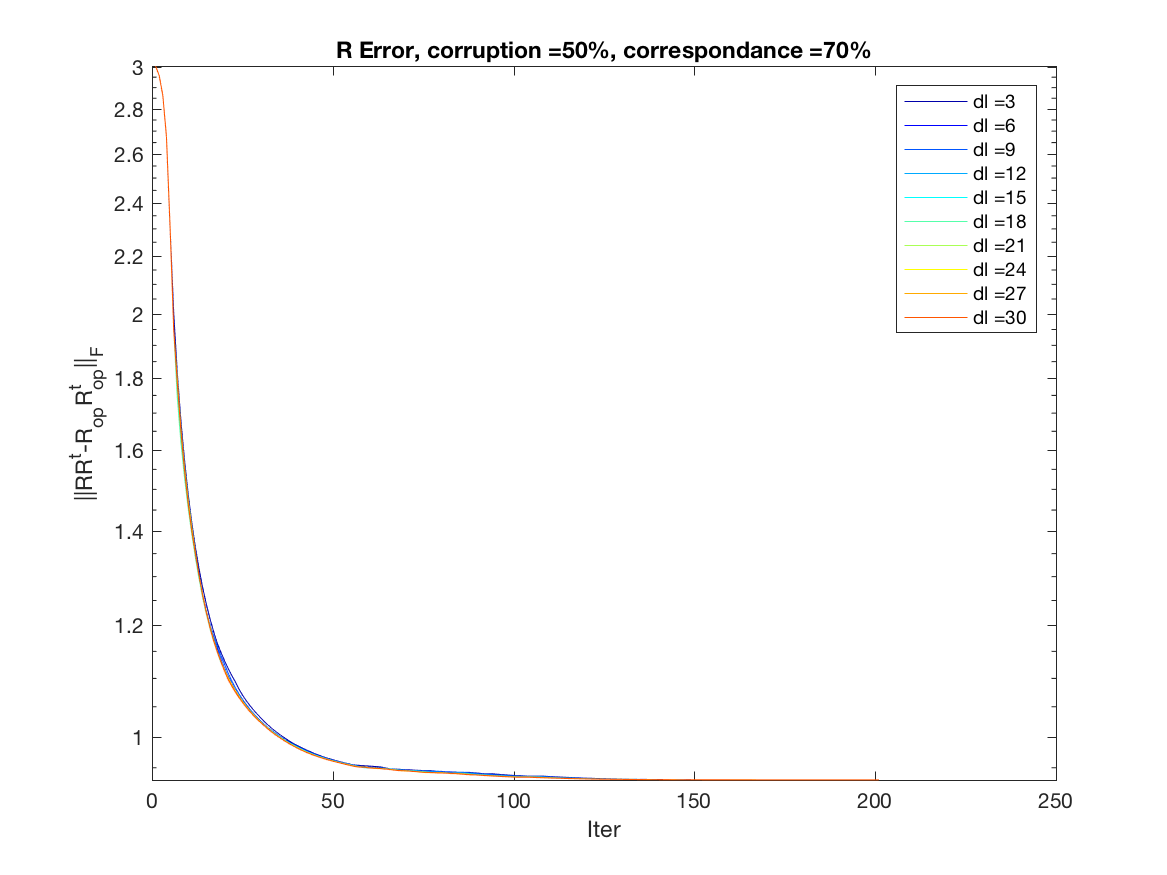 R Error, corruption =50%, correspondance =70%
3
2.8
2.6
2.4
2.2
2
1.8
1.6
1.4
1.2
1
||RRᵗ-R_op Rᵗ_op||_F
0 50 100 150 200 250
Iter
dl =3
dl =6
dl =9
dl =12
dl =15
dl =18
dl =21
dl =24
dl =27
dl =30